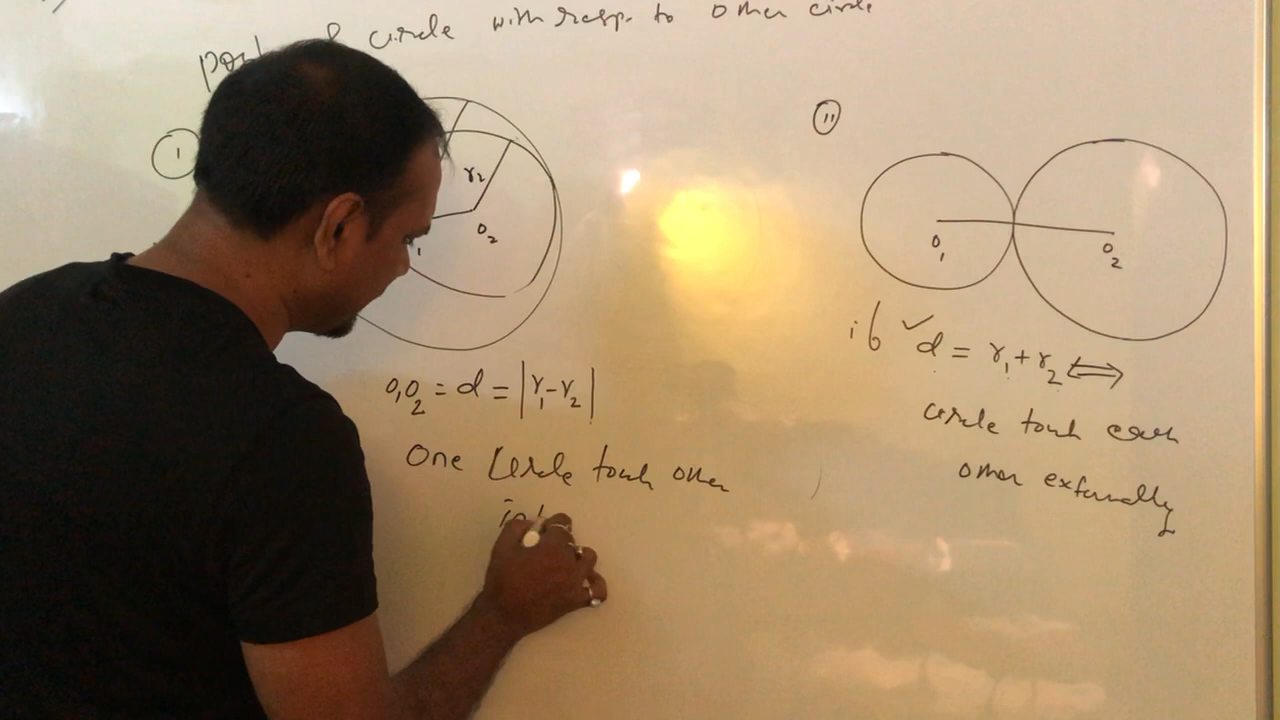 circle with resp. to other circle
1
r2
O2
1
O1O2 = d = |r1-r2|
One Circle touch other
11
O1
O2
if ✓d = r1+r2 ⟺
circle touch each
other externally